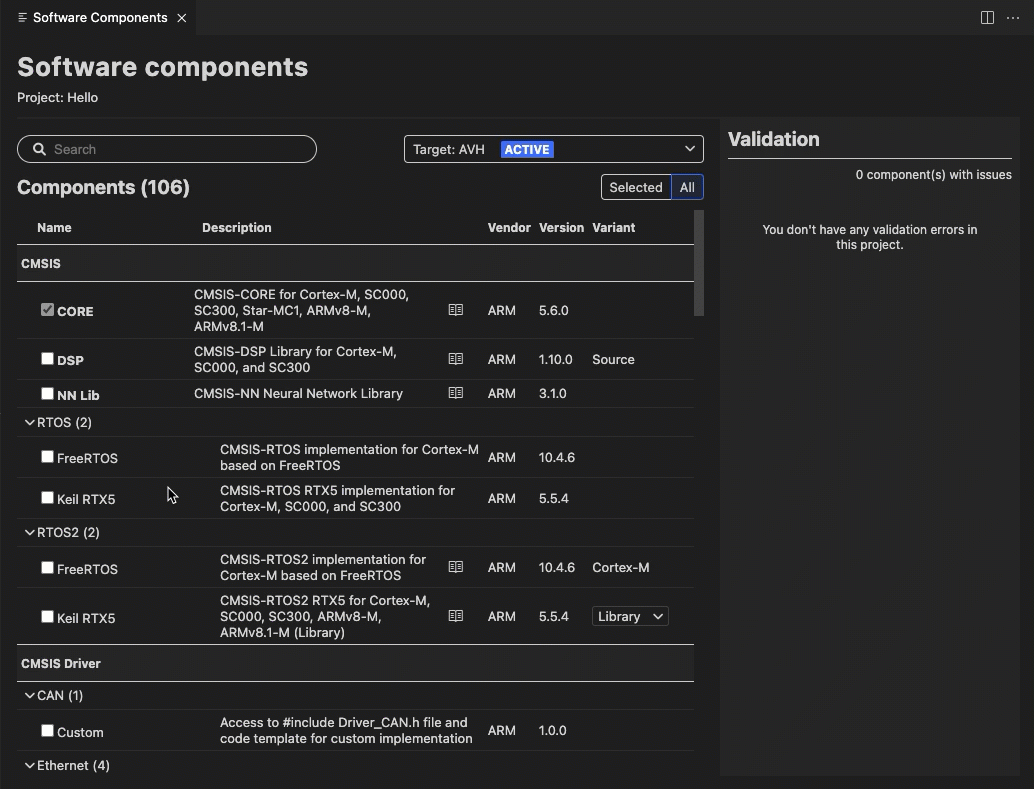 Software Components
Software components
Project: Hello
Search
Target: AVH ACTIVE
Components (106)
Selected All
Name Description Vendor Version Variant
CMSIS
CORE
CMSIS-CORE for Cortex-M, SC000,
SC300, Star-MC1, ARMv8-M,
ARMv8.1-M
ARM 5.6.0
DSP
CMSIS-DSP Library for Cortex-M,
SC000, and SC300
ARM 1.10.0 Source
NN Lib CMSIS-NN Neural Network Library ARM 3.1.0
RTOS (2)
FreeRTOS
CMSIS-RTOS implementation for Cortex-M
based on FreeRTOS
ARM 10.4.6
Keil RTX5
CMSIS-RTOS RTX5 implementation for
Cortex-M, SC000, and SC300
ARM 5.5.4
RTOS2 (2)
FreeRTOS
CMSIS-RTOS2 implementation for
Cortex-M based on FreeRTOS
ARM 10.4.6 Cortex-M
Keil RTX5
CMSIS-RTOS2 RTX5 for Cortex-M,
SC000, SC300, ARMv8-M,
ARMv8.1-M (Library)
ARM 5.5.4 Library
CMSIS Driver
CAN (1)
Custom
Access to #include Driver_CAN.h file and
code template for custom implementation
ARM 1.0.0
Ethernet (4)
Validation
0 component(s) with issues
You don't have any validation errors in
this project.